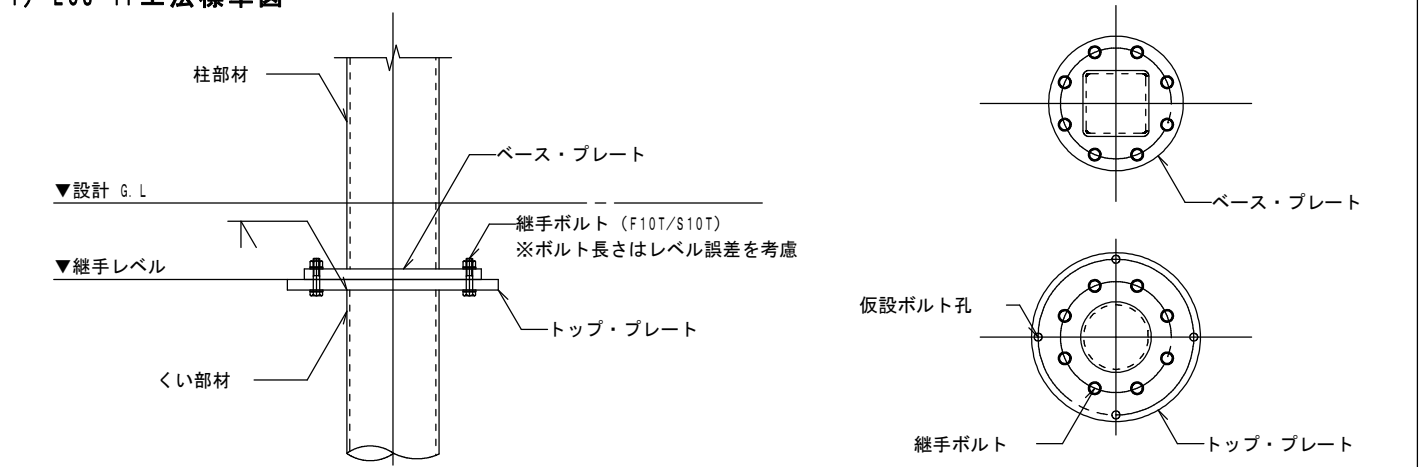 工法標準図
柱部材
ベース・プレート
▼設計 G.L
継手ボルト (F10T/S10T)
※ボルト長さはレベル誤差を考慮
▼継手レベル
トップ・プレート
くい部材
ベース・プレート
仮設ボルト孔
継手ボルト
トップ・プレート